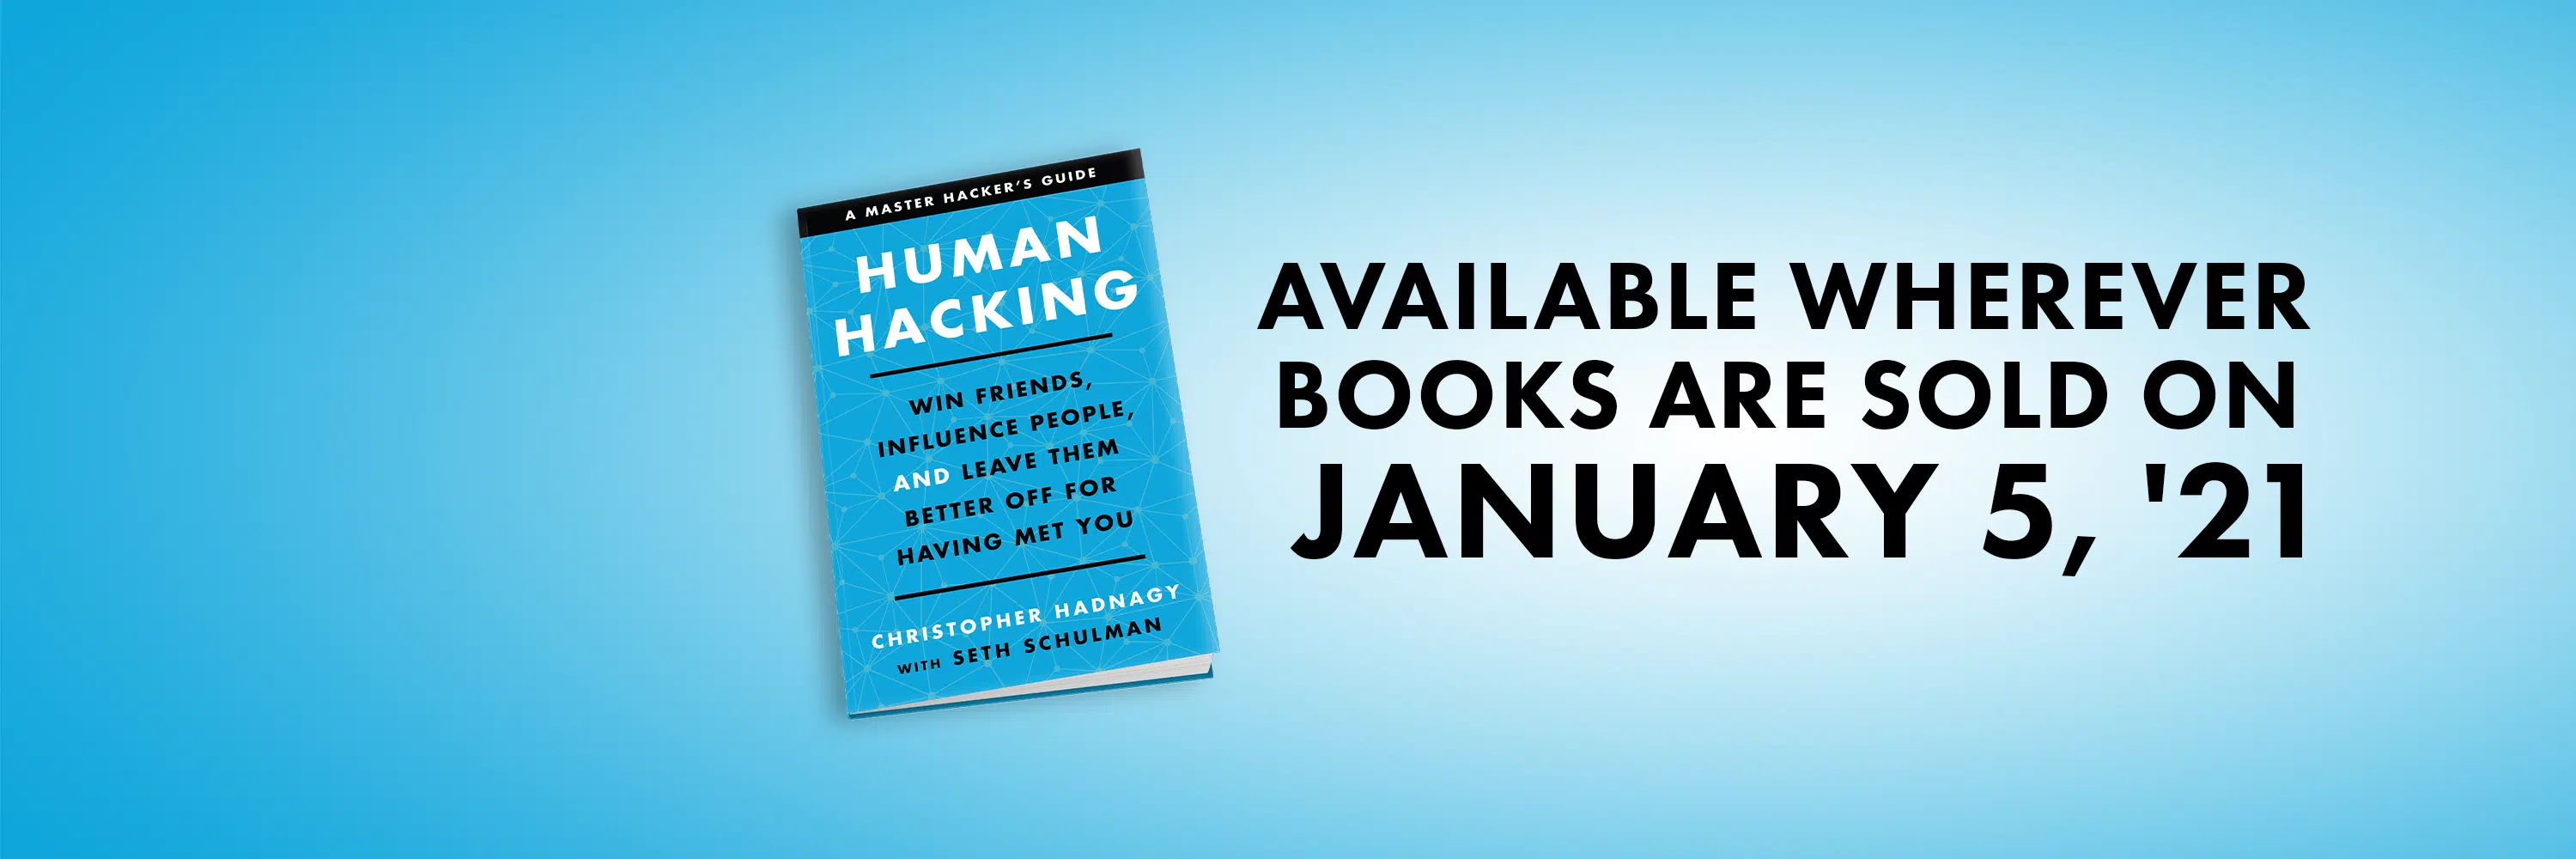 A MASTER HACKER'S GUIDE
HUMAN
HACKING
WIN FRIENDS,
INFLUENCE PEOPLE,
AND LEAVE THEM
BETTER OFF FOR
HAVING MET YOU
CHRISTOPHER HADNAGY
WITH SETH SCHULMAN
AVAILABLE WHEREVER
BOOKS ARE SOLD ON
JANUARY 5, '21